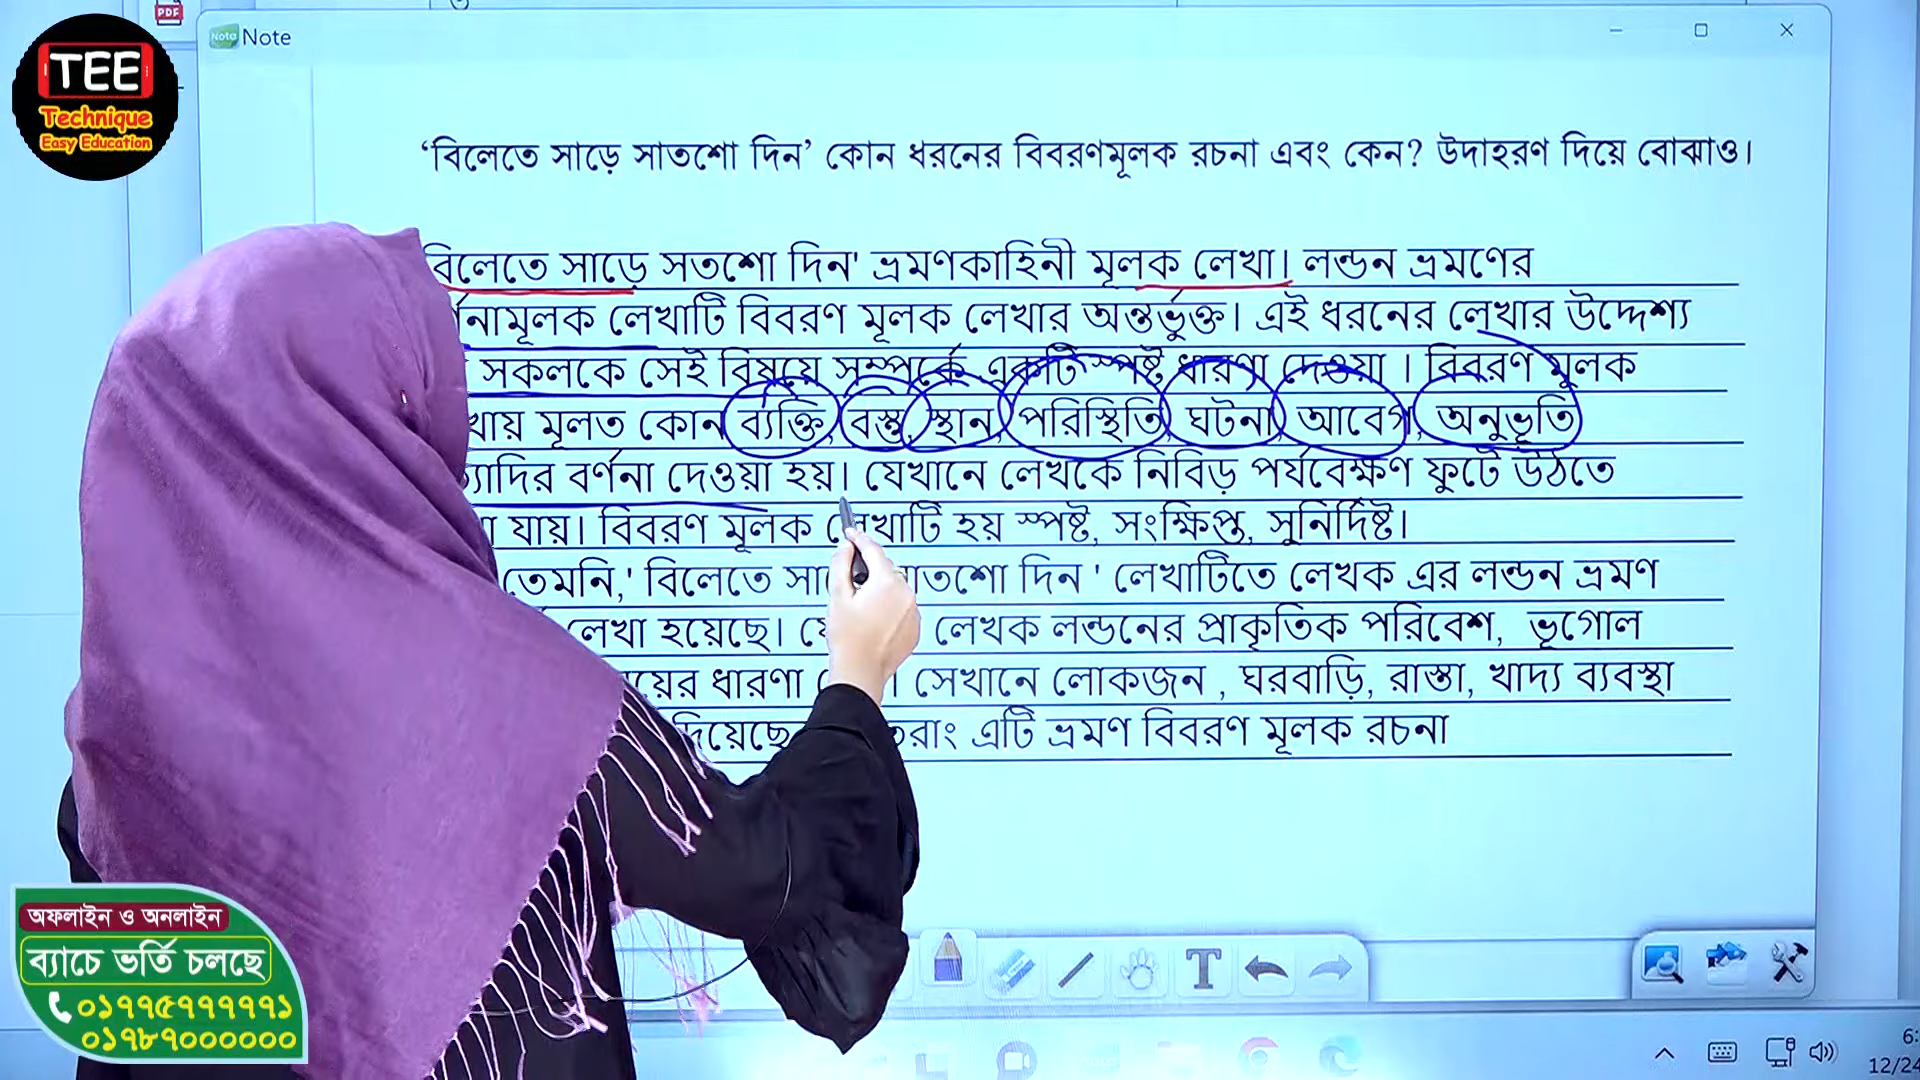 TEE
Technique
Easy Education
PDF
Note
‘বিলেতে সাড়ে সাতশো দিন’ কোন ধরনের বিবরণমূলক রচনা এবং কেন? উদাহরণ দিয়ে বোঝাও।
বিলেতে সাড়ে সতশো দিন' ভ্রমণকাহিনী মূলক লেখা। লন্ডন ভ্রমণের
লেখাটি বিবরণ মূলক লেখার অন্তর্ভুক্ত। এই ধরনের লেখার উদ্দেশ্য
সকলকে সেই বিষয়ে সম্পর্কে একটি স্পষ্ট ধারণা দেওয়া । বিবরণ মূলক
মূলত কোন ব্যক্তি, বস্তু, স্থান, পরিস্থিতি, ঘটনা, আবেগ, অনুভূতি
বর্ণনা দেওয়া হয়। যেখানে লেখকে নিবিড় পর্যবেক্ষণ ফুটে উঠতে
যায়। বিবরণ মূলক লেখাটি হয় স্পষ্ট, সংক্ষিপ্ত, সুনির্দিষ্ট।
তেমনি,' বিলেতে সাতশো দিন ' লেখাটিতে লেখক এর লন্ডন ভ্রমণ
লেখা হয়েছে। লেখক লন্ডনের প্রাকৃতিক পরিবেশ, ভূগোল
ধারণা সেখানে লোকজন , ঘরবাড়ি, রাস্তা, খাদ্য ব্যবস্থা
এটি ভ্রমণ বিবরণ মূলক রচনা
অফলাইন ও অনলাইন
ব্যাচে ভর্তি চলছে
০১৭৭৫৭৭৭৭৭১
০১৭৮৭০০০০০০
T
6:
12/24